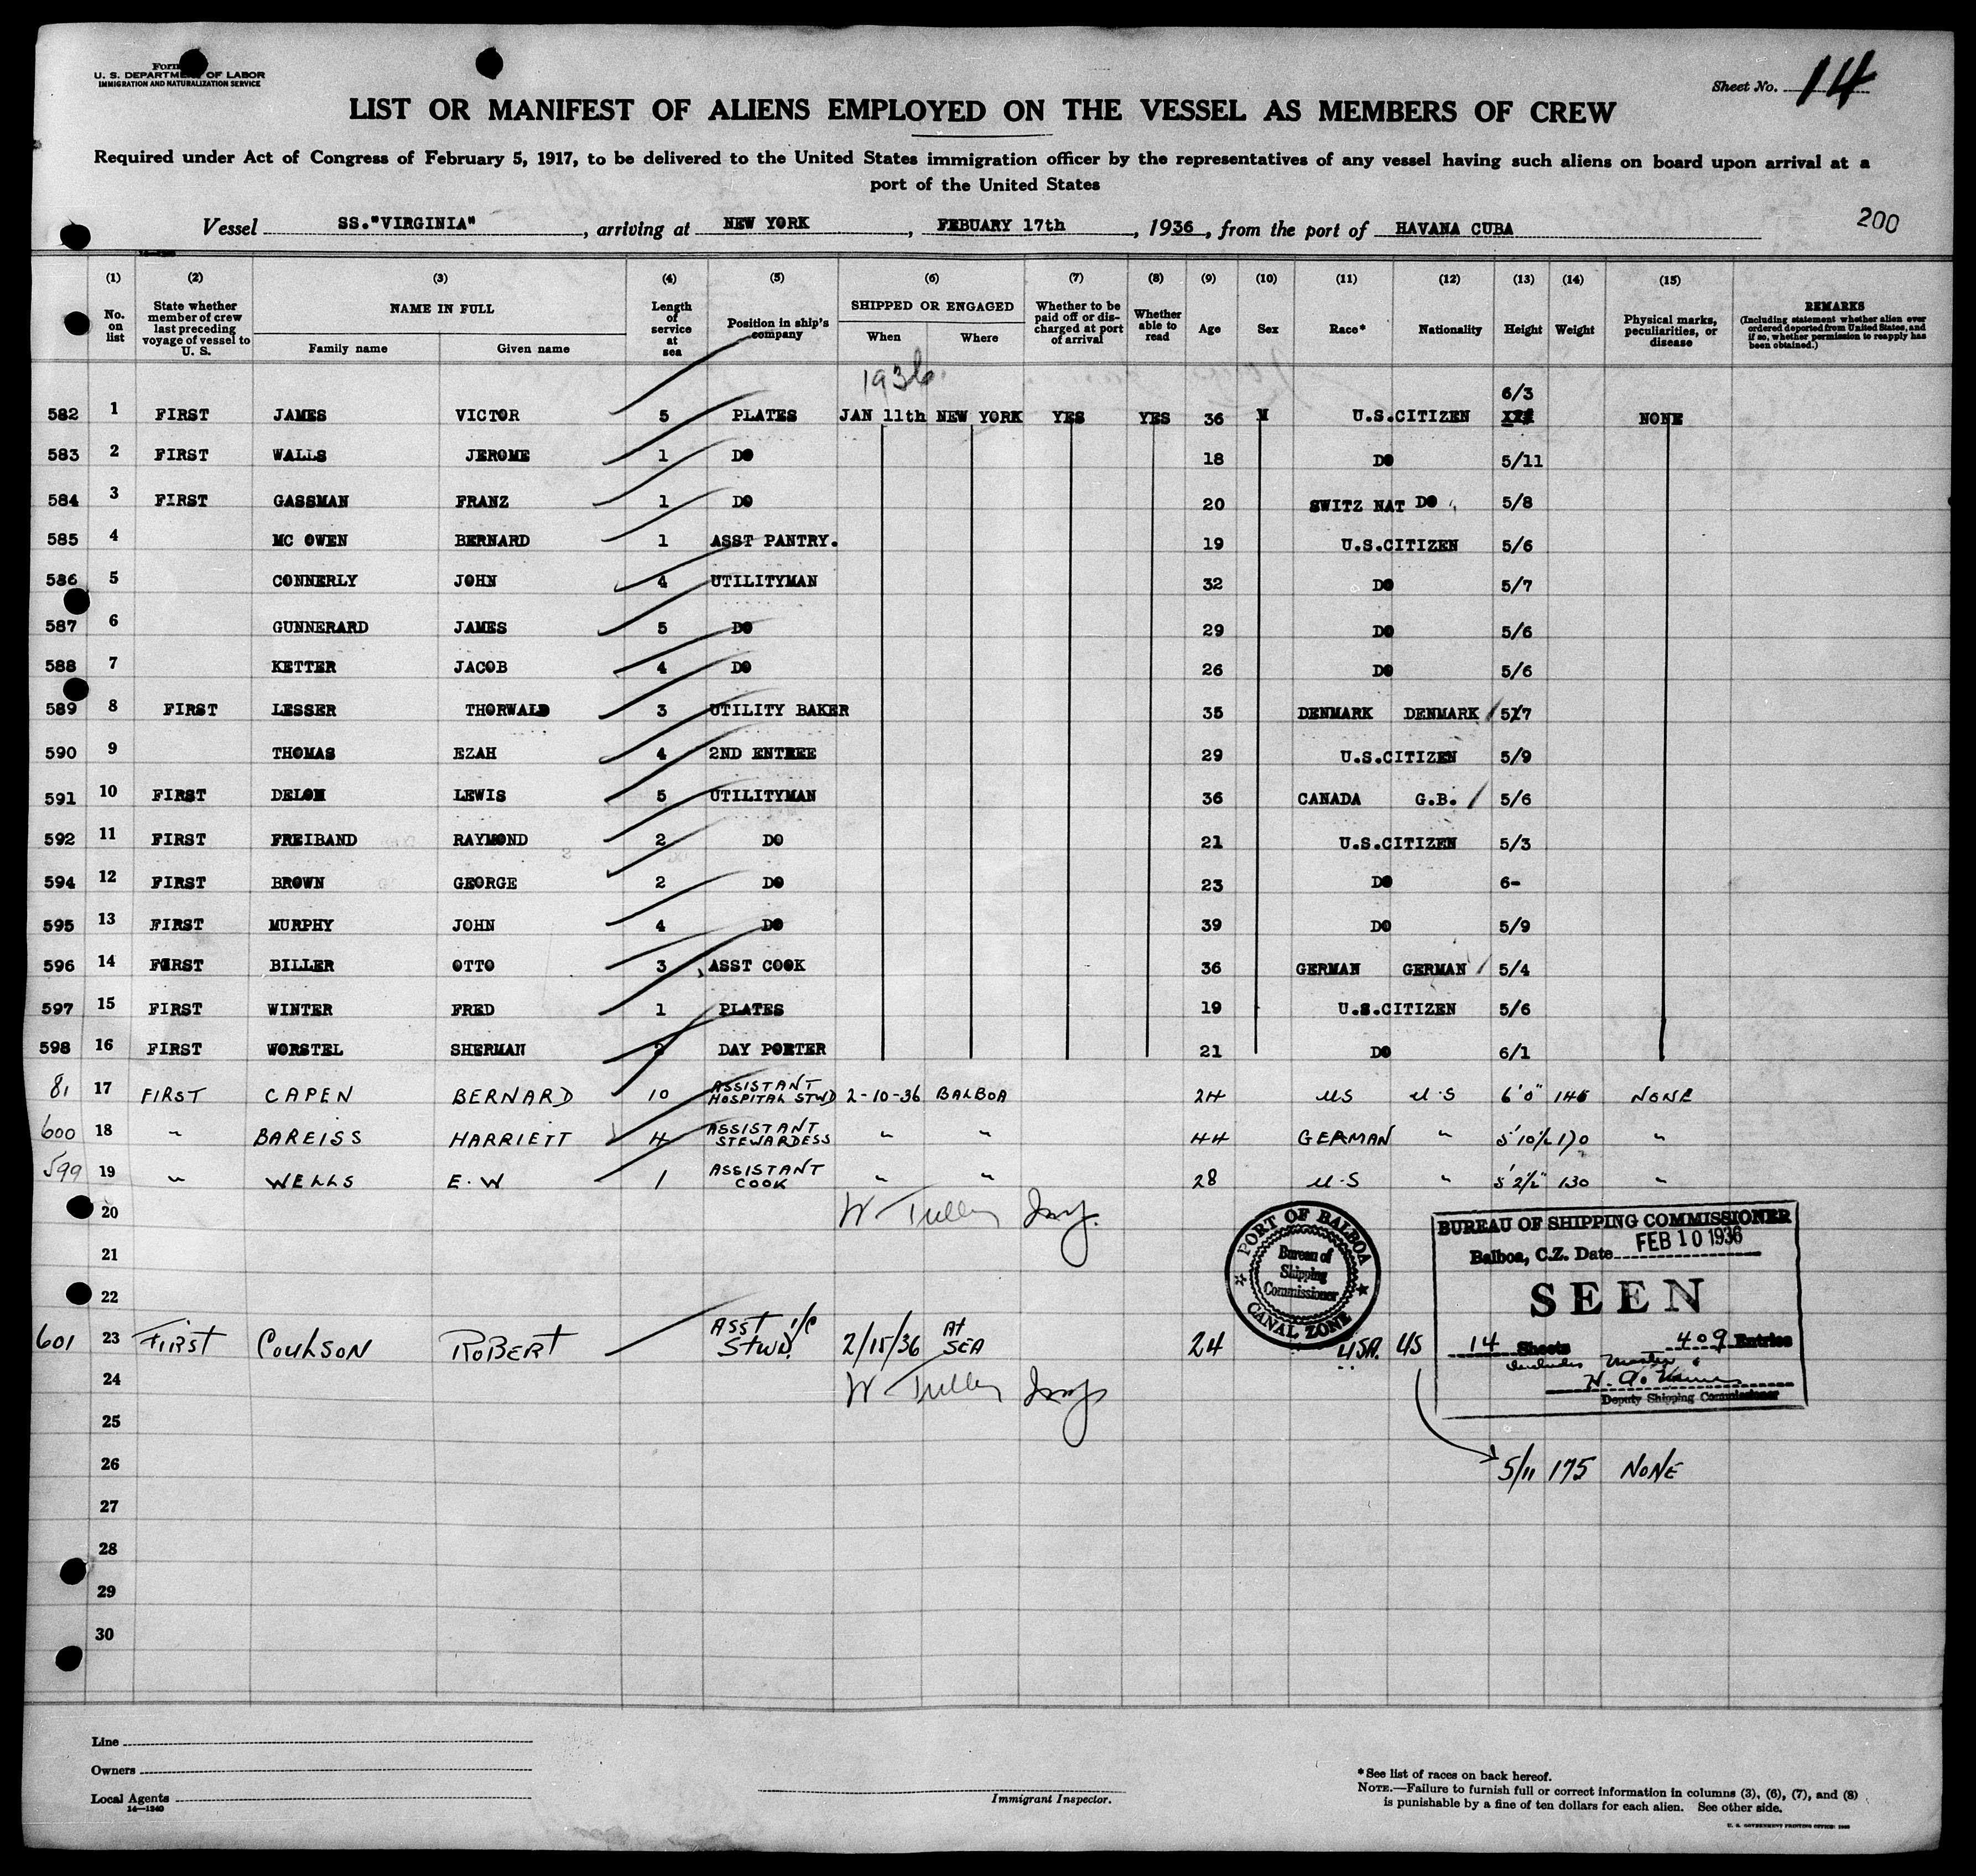 Form
U. S. DEPARTMENT OF LABOR
IMMIGRATION AND NATURALIZATION SERVICE
Sheet No. 14
LIST OR MANIFEST OF ALIENS EMPLOYED ON THE VESSEL AS MEMBERS OF CREW
Required under Act of Congress of February 5, 1917, to be delivered to the United States immigration officer by the representatives of any vessel having such aliens on board upon arrival at a
port of the United States
Vessel SS."VIRGINIA", arriving at NEW YORK, FEBUARY 17th, 1936, from the port of HAVANA CUBA
200
(1) (2) (3) (4) (5) (6) (7) (8) (9) (10) (11) (12) (13) (14) (15)
No. on list
State whether member of crew last preceding voyage of vessel to U. S.
NAME IN FULL
Family name Given name
Length of service at sea
Position in ship's company
SHIPPED OR ENGAGED
When Where
Whether to be paid off or discharged at port of arrival
Whether able to read
Age Sex Race* Nationality Height Weight
Physical marks, peculiarities, or disease
REMARKS
(Including statement whether alien ever ordered deported from United States, and if so, whether permission to reapply has been obtained.)
1936
6/3
582 1 FIRST JAMES VICTOR 5 PLATES JAN 11th NEW YORK YES YES 36 M U.S.CITIZEN NONE
583 2 FIRST WALLS JEROME 1 DO 18 DO 5/11
584 3 FIRST GASSMAN FRANZ 1 DO 20 SWITZ NAT DO 5/8
585 4 MC OWEN BERNARD 1 ASST PANTRY. 19 U.S.CITIZEN 5/6
586 5 CONNERLY JOHN 4 UTILITYMAN 32 DO 5/7
587 6 GUNNERARD JAMES 5 DO 29 DO 5/6
588 7 KETTER JACOB 4 DO 26 DO 5/6
589 8 FIRST LESSER THORWALD 3 UTILITY BAKER 35 DENMARK DENMARK 5/7
590 9 THOMAS EZAH 4 2ND ENTREE 29 U.S.CITIZEN 5/9
591 10 FIRST DELOM LEWIS 5 UTILITYMAN 36 CANADA G.B. 5/6
592 11 FIRST FREIBAND RAYMOND 2 DO 21 U.S.CITIZEN 5/3
594 12 FIRST BROWN GEORGE 2 DO 23 DO 6-
595 13 FIRST MURPHY JOHN 4 DO 39 DO 5/9
596 14 FIRST BILLER OTTO 3 ASST COOK 36 GERMAN GERMAN 5/4
597 15 FIRST WINTER FRED 1 PLATES 19 U.S.CITIZEN 5/6
598 16 FIRST WORSTEL SHERMAN DAY PORTER 21 DO 6/1
81 17 FIRST CAPEN BERNARD 10 ASSISTANT HOSPITAL STWD 2-10-36 BALBOA 24 US U.S 6'0" 145 NONE
600 18 " BAREISS HARRIETT 4 ASSISTANT STEWARDESS " " 44 GERMAN " 5'10½ 170 "
599 19 " WELLS E.W 1 ASSISTANT COOK " " 28 U.S " 5'2½" 130 "
20 W Tulley
21
22
601 23 FIRST COULSON ROBERT ASST I/C STWD. 2/15/36 At SEA 24 USA. US
24 W Tulley
25
26 5/11 175 NONE
27
28
29
30
PORT OF BALBOA
Bureau of Shipping Commissioner
CANAL ZONE
BUREAU OF SHIPPING COMMISSIONER
Balboa, C.Z. Date FEB 10 1936
SEEN
14 Sheets 409 Entries
Includes Master
Deputy Shipping Commissioner
Line
Owners
Local Agents
14—1240
Immigrant Inspector.
*See list of races on back hereof.
NOTE.—Failure to furnish full or correct information in columns (3), (6), (7), and (8)
is punishable by a fine of ten dollars for each alien. See other side.
U. S. GOVERNMENT PRINTING OFFICE